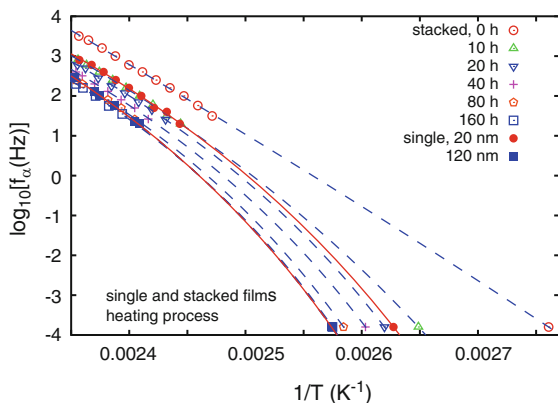 stacked, 0 h
10 h
20 h
40 h
80 h
160 h
single, 20 nm
120 nm
log10[fα(Hz)]
4
3
2
1
0
-1
-2
-3
-4
single and stacked films
heating process
0.0024
0.0025
0.0026
0.0027
1/T (K⁻¹)